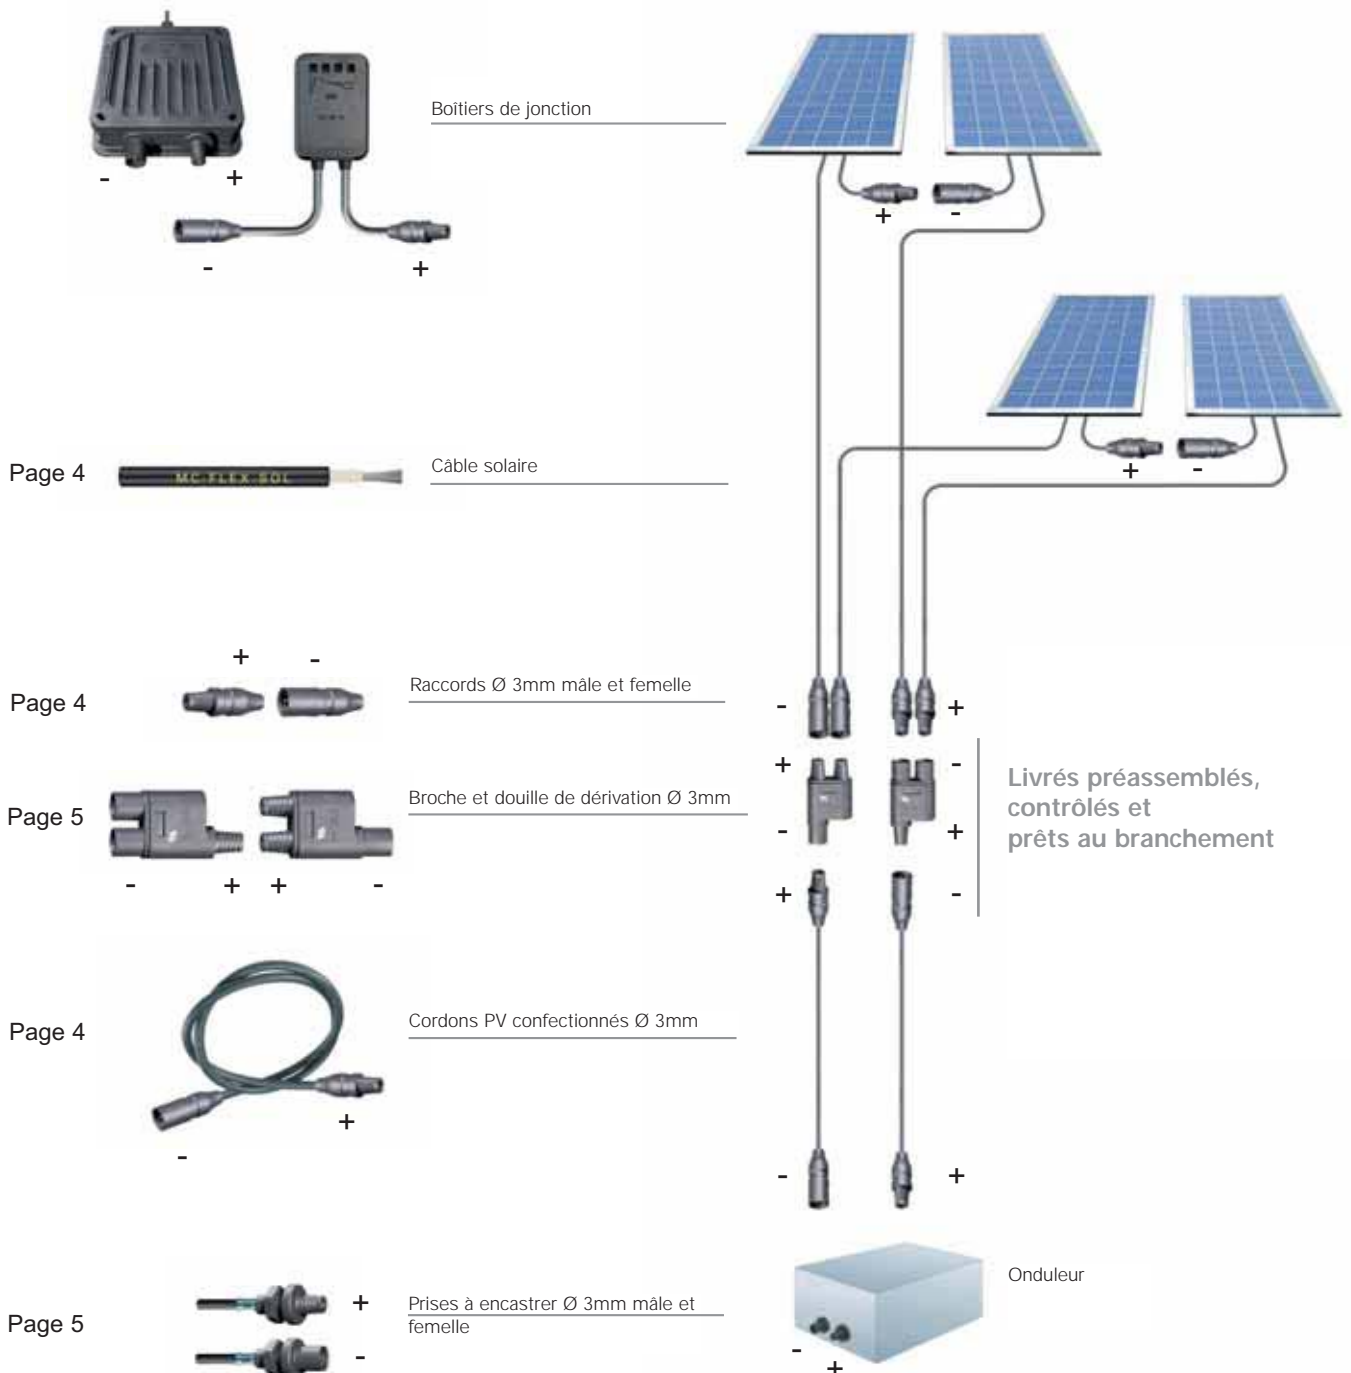 Boîtiers de jonction
- +
- +
+ -
+ -
Page 4
MC-FLEX-SOL
Câble solaire
+ -
Page 4
Raccords Ø 3mm mâle et femelle
- +
Page 5
- + + -
Broche et douille de dérivation Ø 3mm
+ -
- +
+ -
Livrés préassemblés,
contrôlés et
prêts au branchement
Page 4
Cordons PV confectionnés Ø 3mm
+
-
- +
Page 5
+
-
Prises à encastrer Ø 3mm mâle et
femelle
Onduleur
-
+